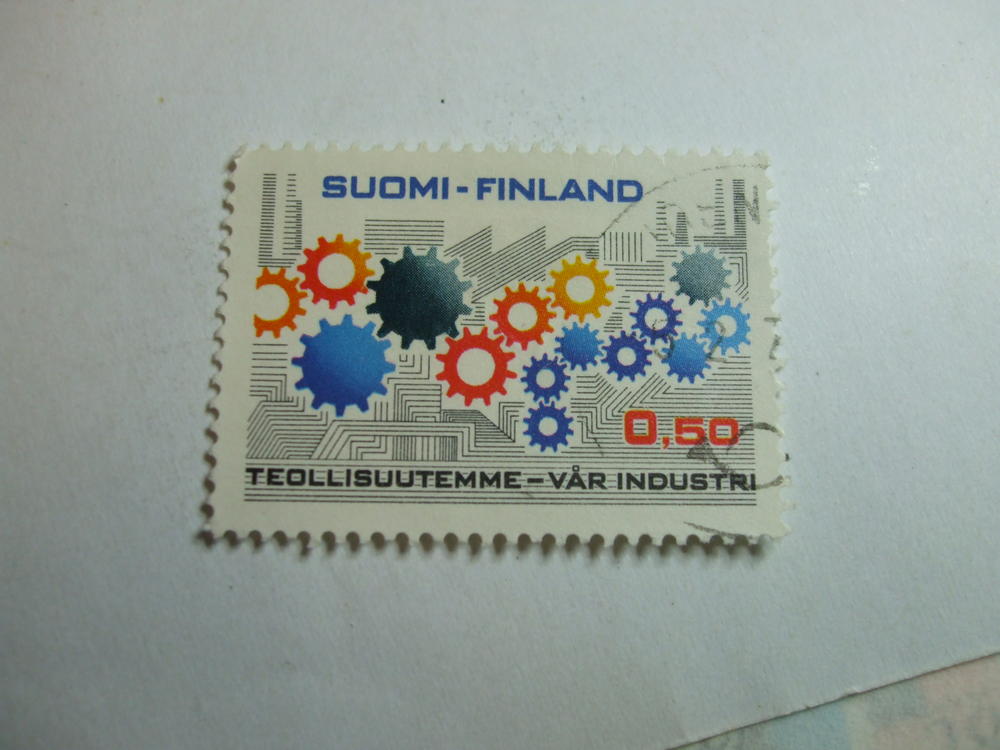 SUOMI - FINLAND
0,50
TEOLLISUUTEMME – VÅR INDUSTRI